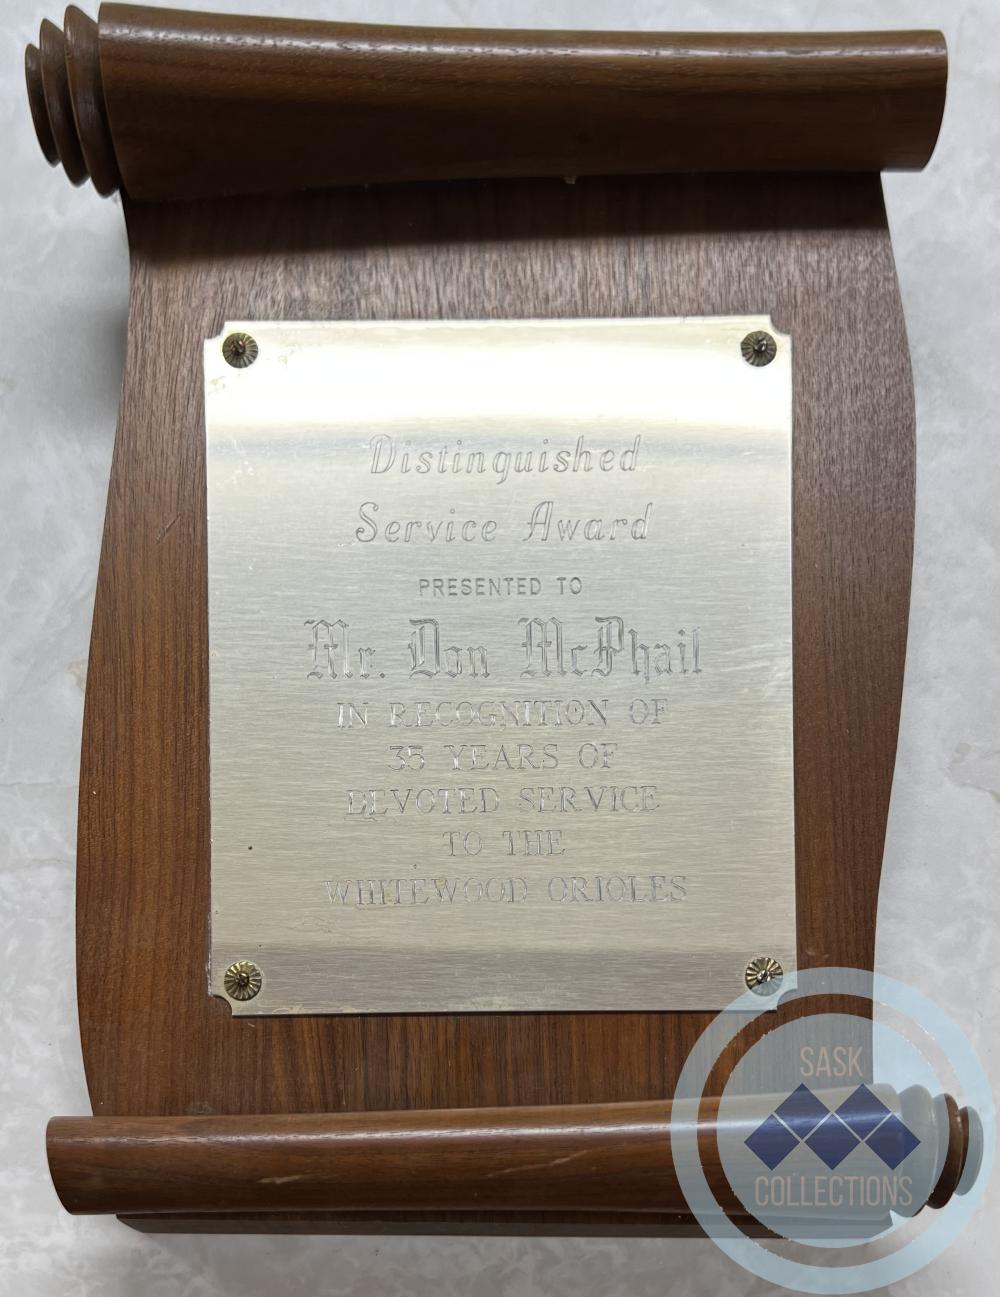 Distinguished
Service Award
PRESENTED TO
Mr. Don McPhail
IN RECOGNITION OF
35 YEARS OF
DEVOTED SERVICE
TO THE
WHITEWOOD ORIOLES
SASK
COLLECTIONS